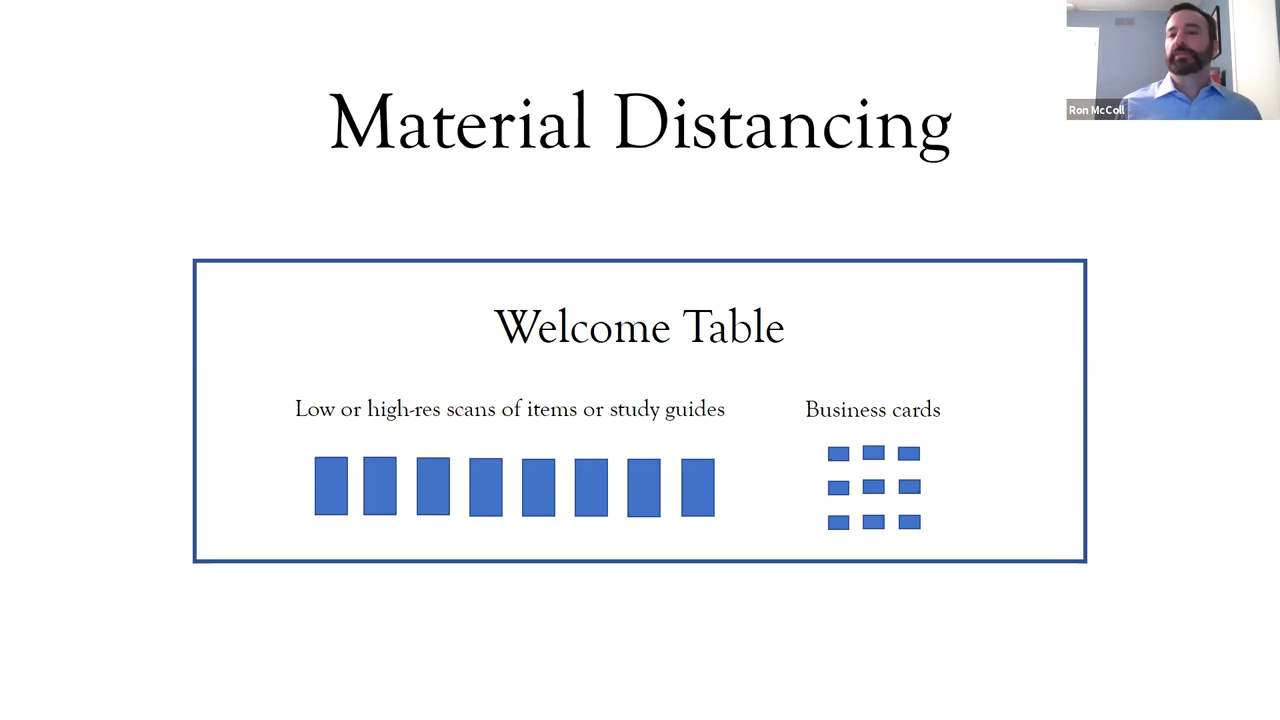 Material Distancing
Ron McColl
Welcome Table
Low or high-res scans of items or study guides
Business cards